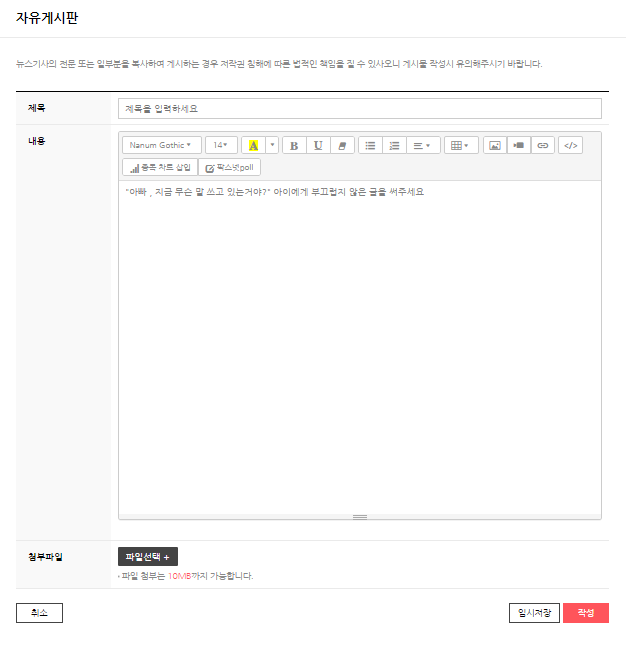 자유게시판
뉴스기사의 전문 또는 일부분을 복사하여 게시하는 경우 저작권 침해에 따른 법적인 책임을 질 수 있사오니 게시물 작성시 유의해주시기 바랍니다.
제목
제목을 입력하세요
내용
Nanum Gothic 14 A B U </>
종목 차트 삽입 팍스넷poll
"아빠, 지금 무슨 말 쓰고 있는거야?" 아이에게 부끄럽지 않은 글을 써주세요
첨부파일
파일선택 +
· 파일 첨부는 10MB까지 가능합니다.
취소 임시저장 작성